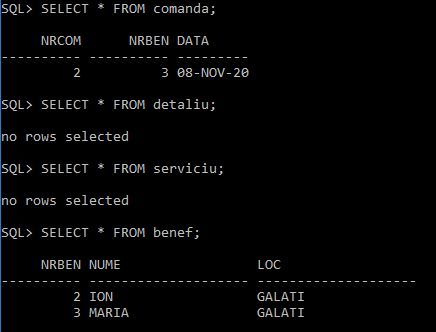 SQL> SELECT * FROM comanda;
     NRCOM      NRBEN DATA
---------- ---------- ---------
         2          3 08-NOV-20
SQL> SELECT * FROM detaliu;
no rows selected
SQL> SELECT * FROM serviciu;
no rows selected
SQL> SELECT * FROM benef;
     NRBEN NUME                 LOC
---------- -------------------- --------------------
         2 ION                  GALATI
         3 MARIA                GALATI